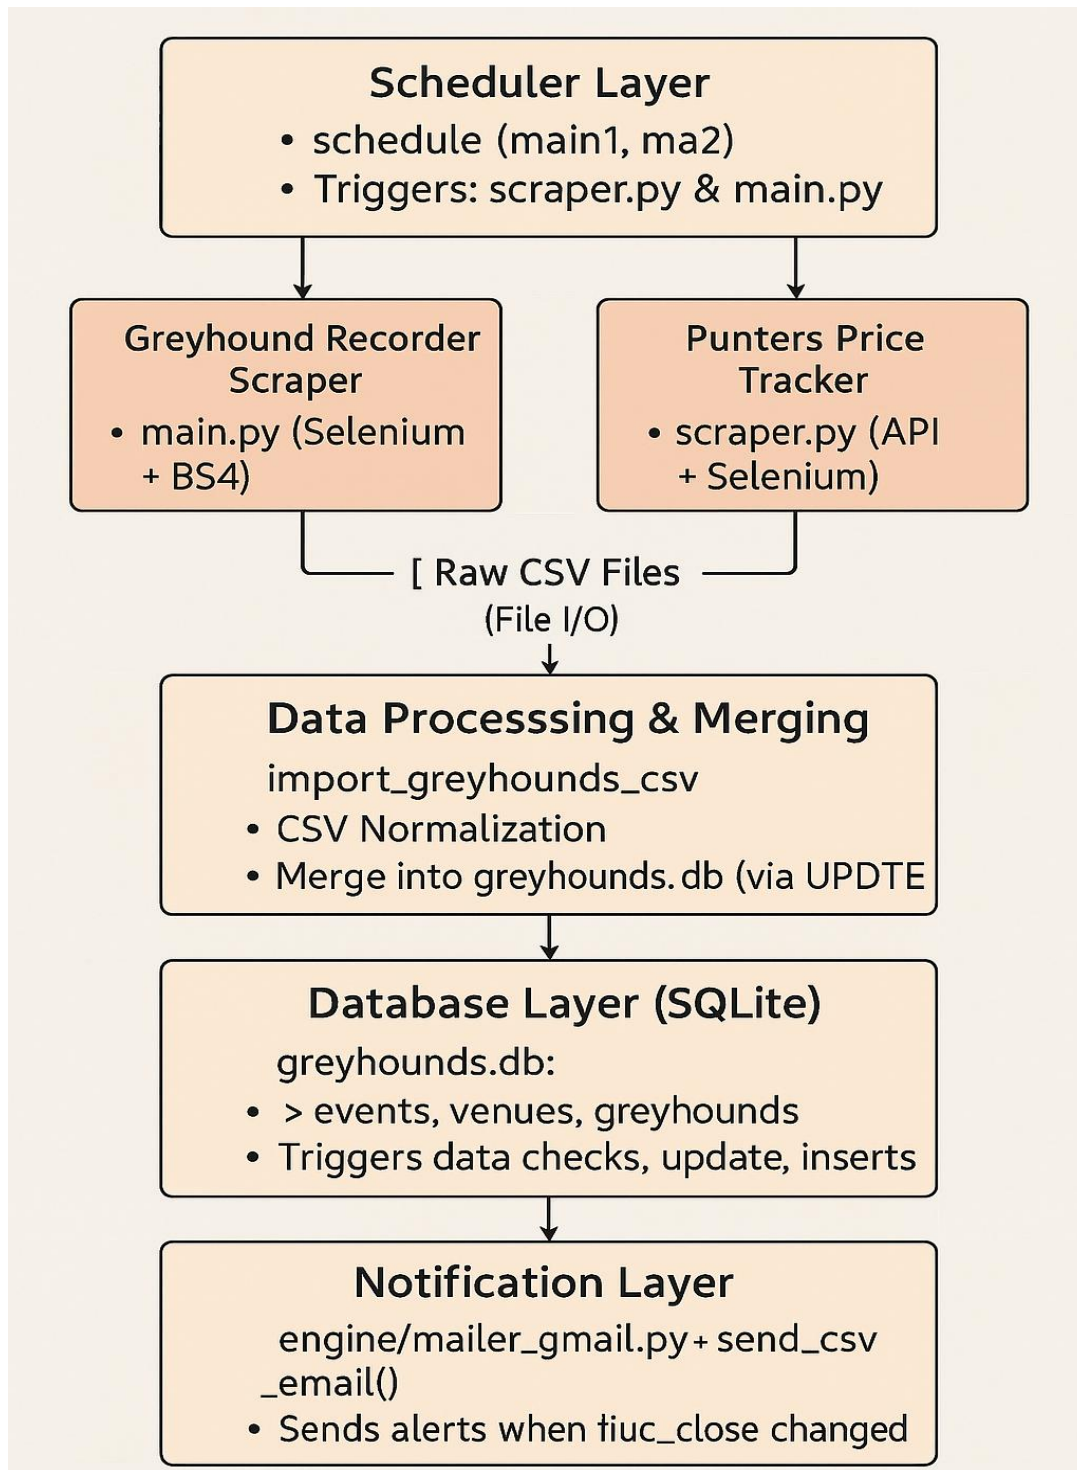 Scheduler Layer
• schedule (main1, ma2)
• Triggers: scraper.py & main.py
Greyhound Recorder
Scraper
• main.py (Selenium
+ BS4)
Punters Price
Tracker
• scraper.py (API
+ Selenium)
[ Raw CSV Files
(File I/O)
Data Processsing & Merging
import_greyhounds_csv
• CSV Normalization
• Merge into greyhounds.db (via UPDTE
Database Layer (SQLite)
greyhounds.db:
• > events, venues, greyhounds
• Triggers data checks, update, inserts
Notification Layer
engine/mailer_gmail.py + send_csv
_email()
• Sends alerts when tiuc_close changed